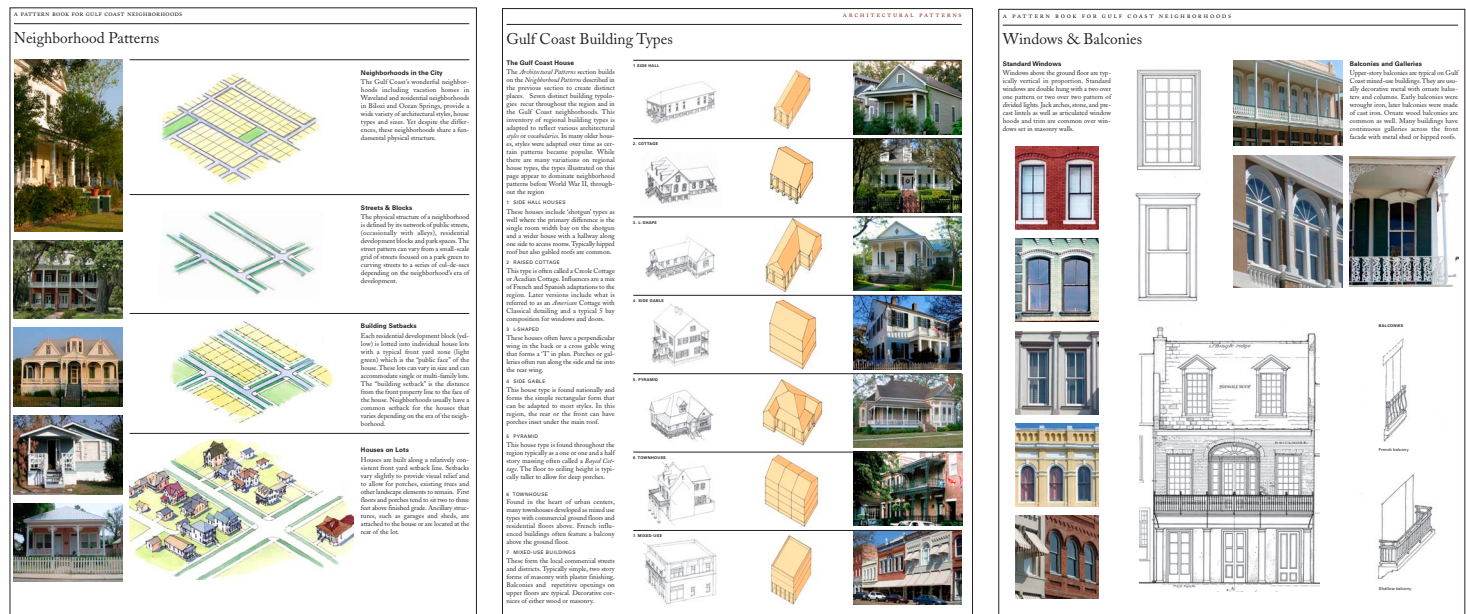 A PATTERN BOOK FOR GULF COAST NEIGHBORHOODS
Neighborhood Patterns
Neighborhoods in the City
The Gulf Coast's wonderful neighbor-
hoods including vacation homes in
Waveland and residential neighborhoods
in Biloxi and Ocean Springs, provide a
wide variety of architectural styles, house
types and sizes. Yet despite the differ-
ences, these neighborhoods share a fun-
damental physical structure.
Streets & Blocks
The physical structure of a neighborhood
is defined by its network of public streets,
(occasionally with alleys), residential
development blocks and park spaces. The
street pattern can vary from a small-scale
grid of streets focused on a park green to
curving streets to a series of cul-de-sacs
depending on the neighborhood's era of
development.
Building Setbacks
Each residential development block (yel-
low) is lotted into individual house lots
with a typical front yard zone (light
green) which is the "public face" of the
house. These lots can vary in size and can
accommodate single or multi-family lots.
The "building setback" is the distance
from the front property line to the face of
the house. Neighborhoods usually have a
common setback for the houses that
varies depending on the era of the neigh-
borhood.
Houses on Lots
Houses are built along a relatively con-
sistent front yard setback line. Setbacks
vary slightly to provide visual relief and
to allow for porches, existing trees and
other landscape elements to remain. First
floors and porches tend to sit two to three
feet above finished grade. Ancillary struc-
tures, such as garages and sheds, are
attached to the house or are located at the
rear of the lot.
ARCHITECTURAL PATTERNS
Gulf Coast Building Types
The Gulf Coast House
The Architectural Patterns section builds
on the Neighborhood Patterns described in
the previous section to create distinct
places. Seven distinct building typolo-
gies recur throughout the region and in
the Gulf Coast neighborhoods. This
inventory of regional building types is
adapted to reflect various architectural
styles or vocabularies. In many older hous-
es, styles were adapted over time as cer-
tain patterns became popular. While
there are many variations on regional
house types, the types illustrated on this
page appear to dominate neighborhood
patterns before World War II, through-
out the region
1 SIDE HALL HOUSES
These houses include 'shotgun' types as
well where the primary difference is the
single room width bay on the shotgun
and a wider house with a hallway along
one side to access rooms. Typically hipped
roof but also gabled roofs are common.
2 RAISED COTTAGE
This type is often called a Creole Cottage
or Acadian Cottage. Influences are a mix
of French and Spanish adaptations to the
region. Later versions include what is
referred to as an American Cottage with
Classical detailing and a typical 5 bay
composition for windows and doors.
3 L-SHAPED
These houses often have a perpendicular
wing in the back or a cross gable wing
that forms a 'T' in plan. Porches or gal-
leries often run along the side and tie into
the rear wing.
4 SIDE GABLE
This house type is found nationally and
forms the simple rectangular form that
can be adapted to most styles. In this
region, the rear or the front can have
porches inset under the main roof.
5 PYRAMID
This house type is found throughout the
region typically as a one or one and a half
story massing often called a Bayed Cot-
tage. The floor to ceiling height is typi-
cally taller to allow for deep porches.
6 TOWNHOUSE
Found in the heart of urban centers,
many townhouses developed as mixed use
types with commercial ground floors and
residential floors above. French influ-
enced buildings often feature a balcony
above the ground floor.
7 MIXED-USE BUILDINGS
These form the local commercial streets
and districts. Typically simple, two story
forms of masonry with plaster finishing.
Balconies and repetitive openings on
upper floors are typical. Decorative cor-
nices of either wood or masonry.
1 SIDE HALL
2. COTTAGE
3. L-SHAPE
4. SIDE GABLE
5. PYRAMID
6. TOWNHOUSE
7. MIXED-USE
A PATTERN BOOK FOR GULF COAST NEIGHBORHOODS
Windows & Balconies
Standard Windows
Windows above the ground floor are typ-
ically vertical in proportion. Standard
windows are double hung with a two over
one pattern or two over two pattern of
divided lights. Jack arches, stone, and pre-
cast lintels as well as articulated window
hoods and trim are common over win-
dows set in masonry walls.
Balconies and Galleries
Upper-story balconies are typical on Gulf
Coast mixed-use buildings. They are usu-
ally decorative metal with ornate balus-
ters and columns. Early balconies were
wrought iron, later balconies were made
of cast iron. Ornate wood balconies are
common as well. Many buildings have
continuous galleries across the front
facade with metal shed or hipped roofs.
BALCONIES
French balcony
Shallow balcony